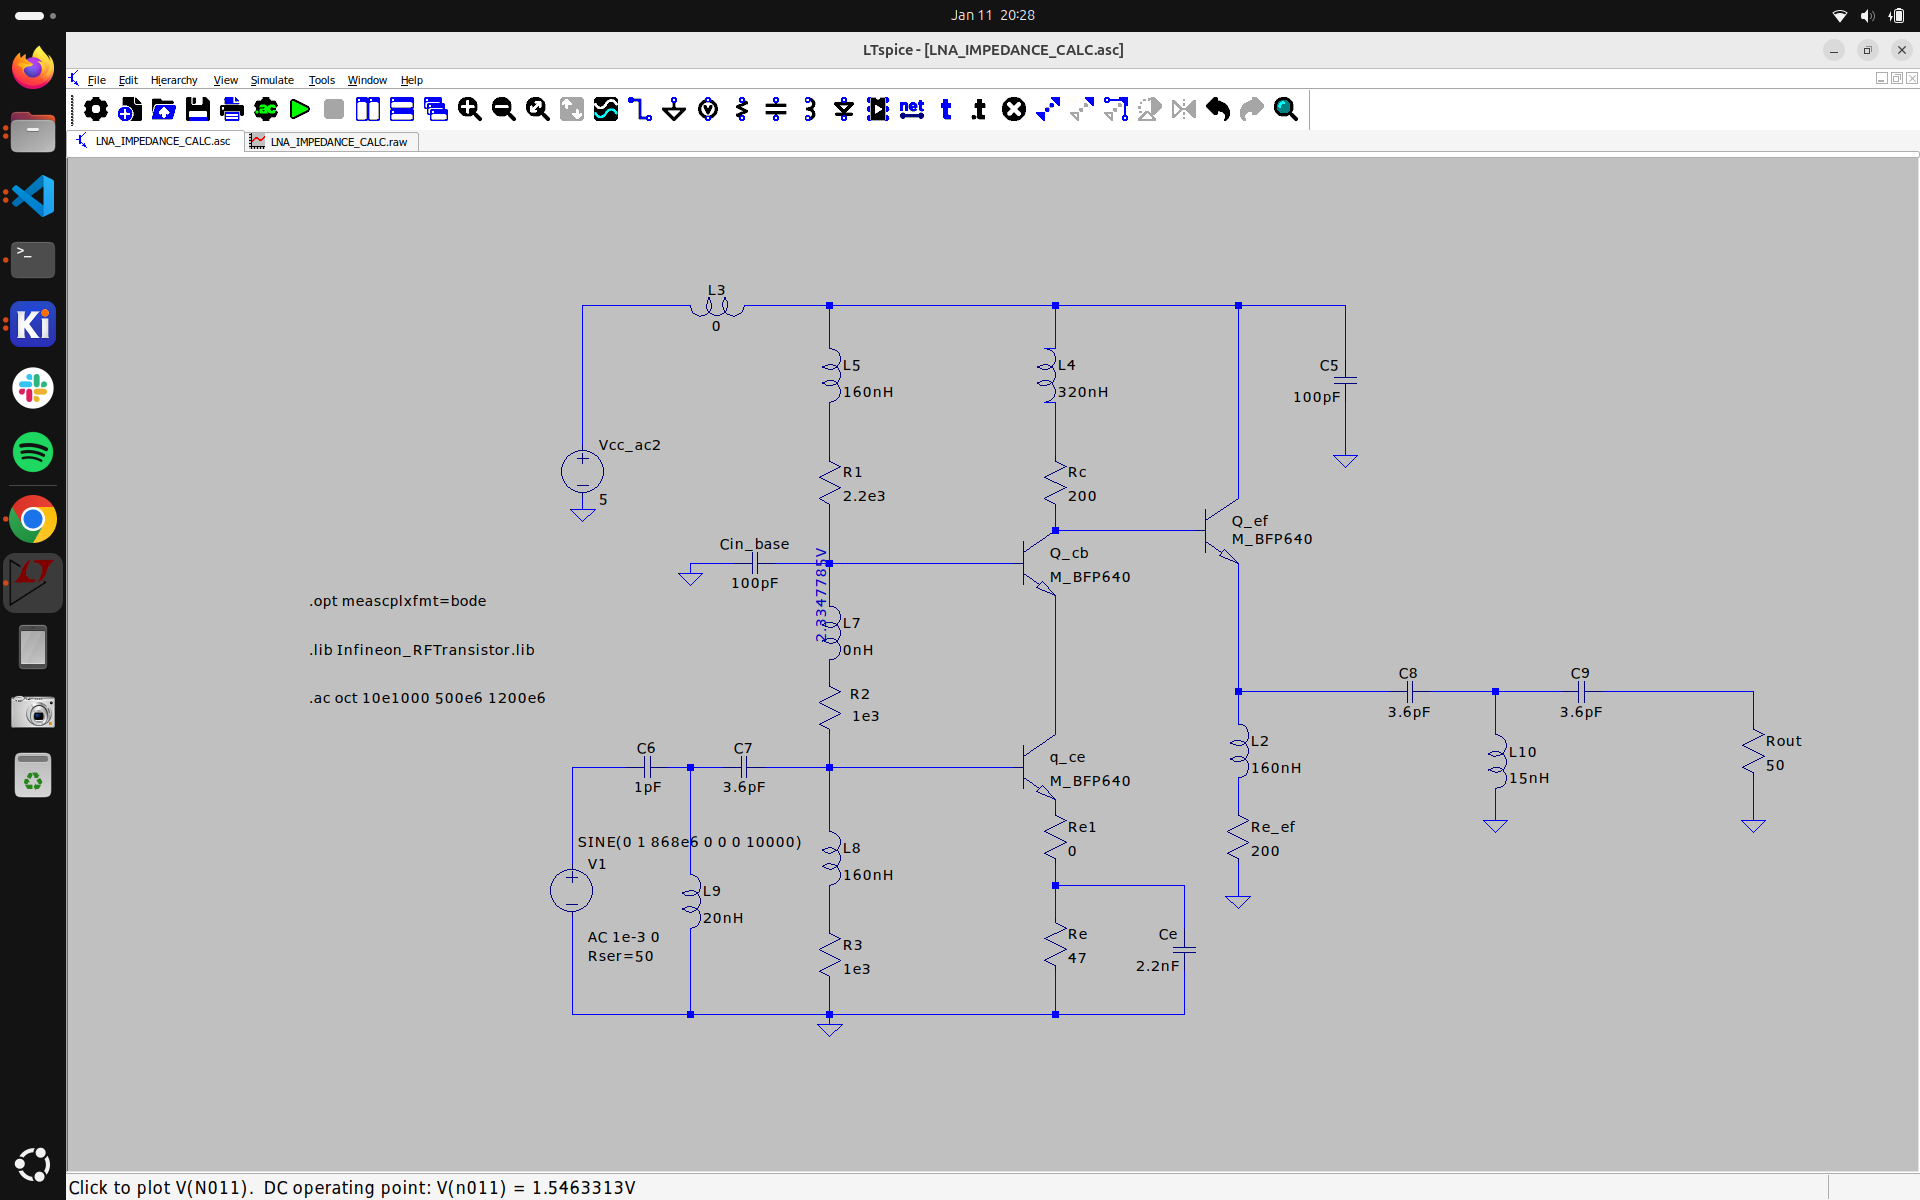 Jan 11 20:28
LTspice - [LNA_IMPEDANCE_CALC.asc]
File Edit Hierarchy View Simulate Tools Window Help
.ac
net
t
.t
LNA_IMPEDANCE_CALC.asc
LNA_IMPEDANCE_CALC.raw
>_
Ki
L3
0
L5
160nH
L4
320nH
C5
100pF
Vcc_ac2
5
R1
2.2e3
Rc
200
Q_ef
M_BFP640
Cin_base
100pF
2.3347785V
Q_cb
M_BFP640
.opt meascplxfmt=bode
.lib Infineon_RFTransistor.lib
.ac oct 10e1000 500e6 1200e6
L7
0nH
R2
1e3
C6
1pF
C7
3.6pF
q_ce
M_BFP640
C8
3.6pF
C9
3.6pF
L2
160nH
L10
15nH
Rout
50
SINE(0 1 868e6 0 0 0 10000)
V1
L8
160nH
Re1
0
Re_ef
200
L9
20nH
AC 1e-3 0
Rser=50
R3
1e3
Re
47
Ce
2.2nF
Click to plot V(N011). DC operating point: V(n011) = 1.5463313V